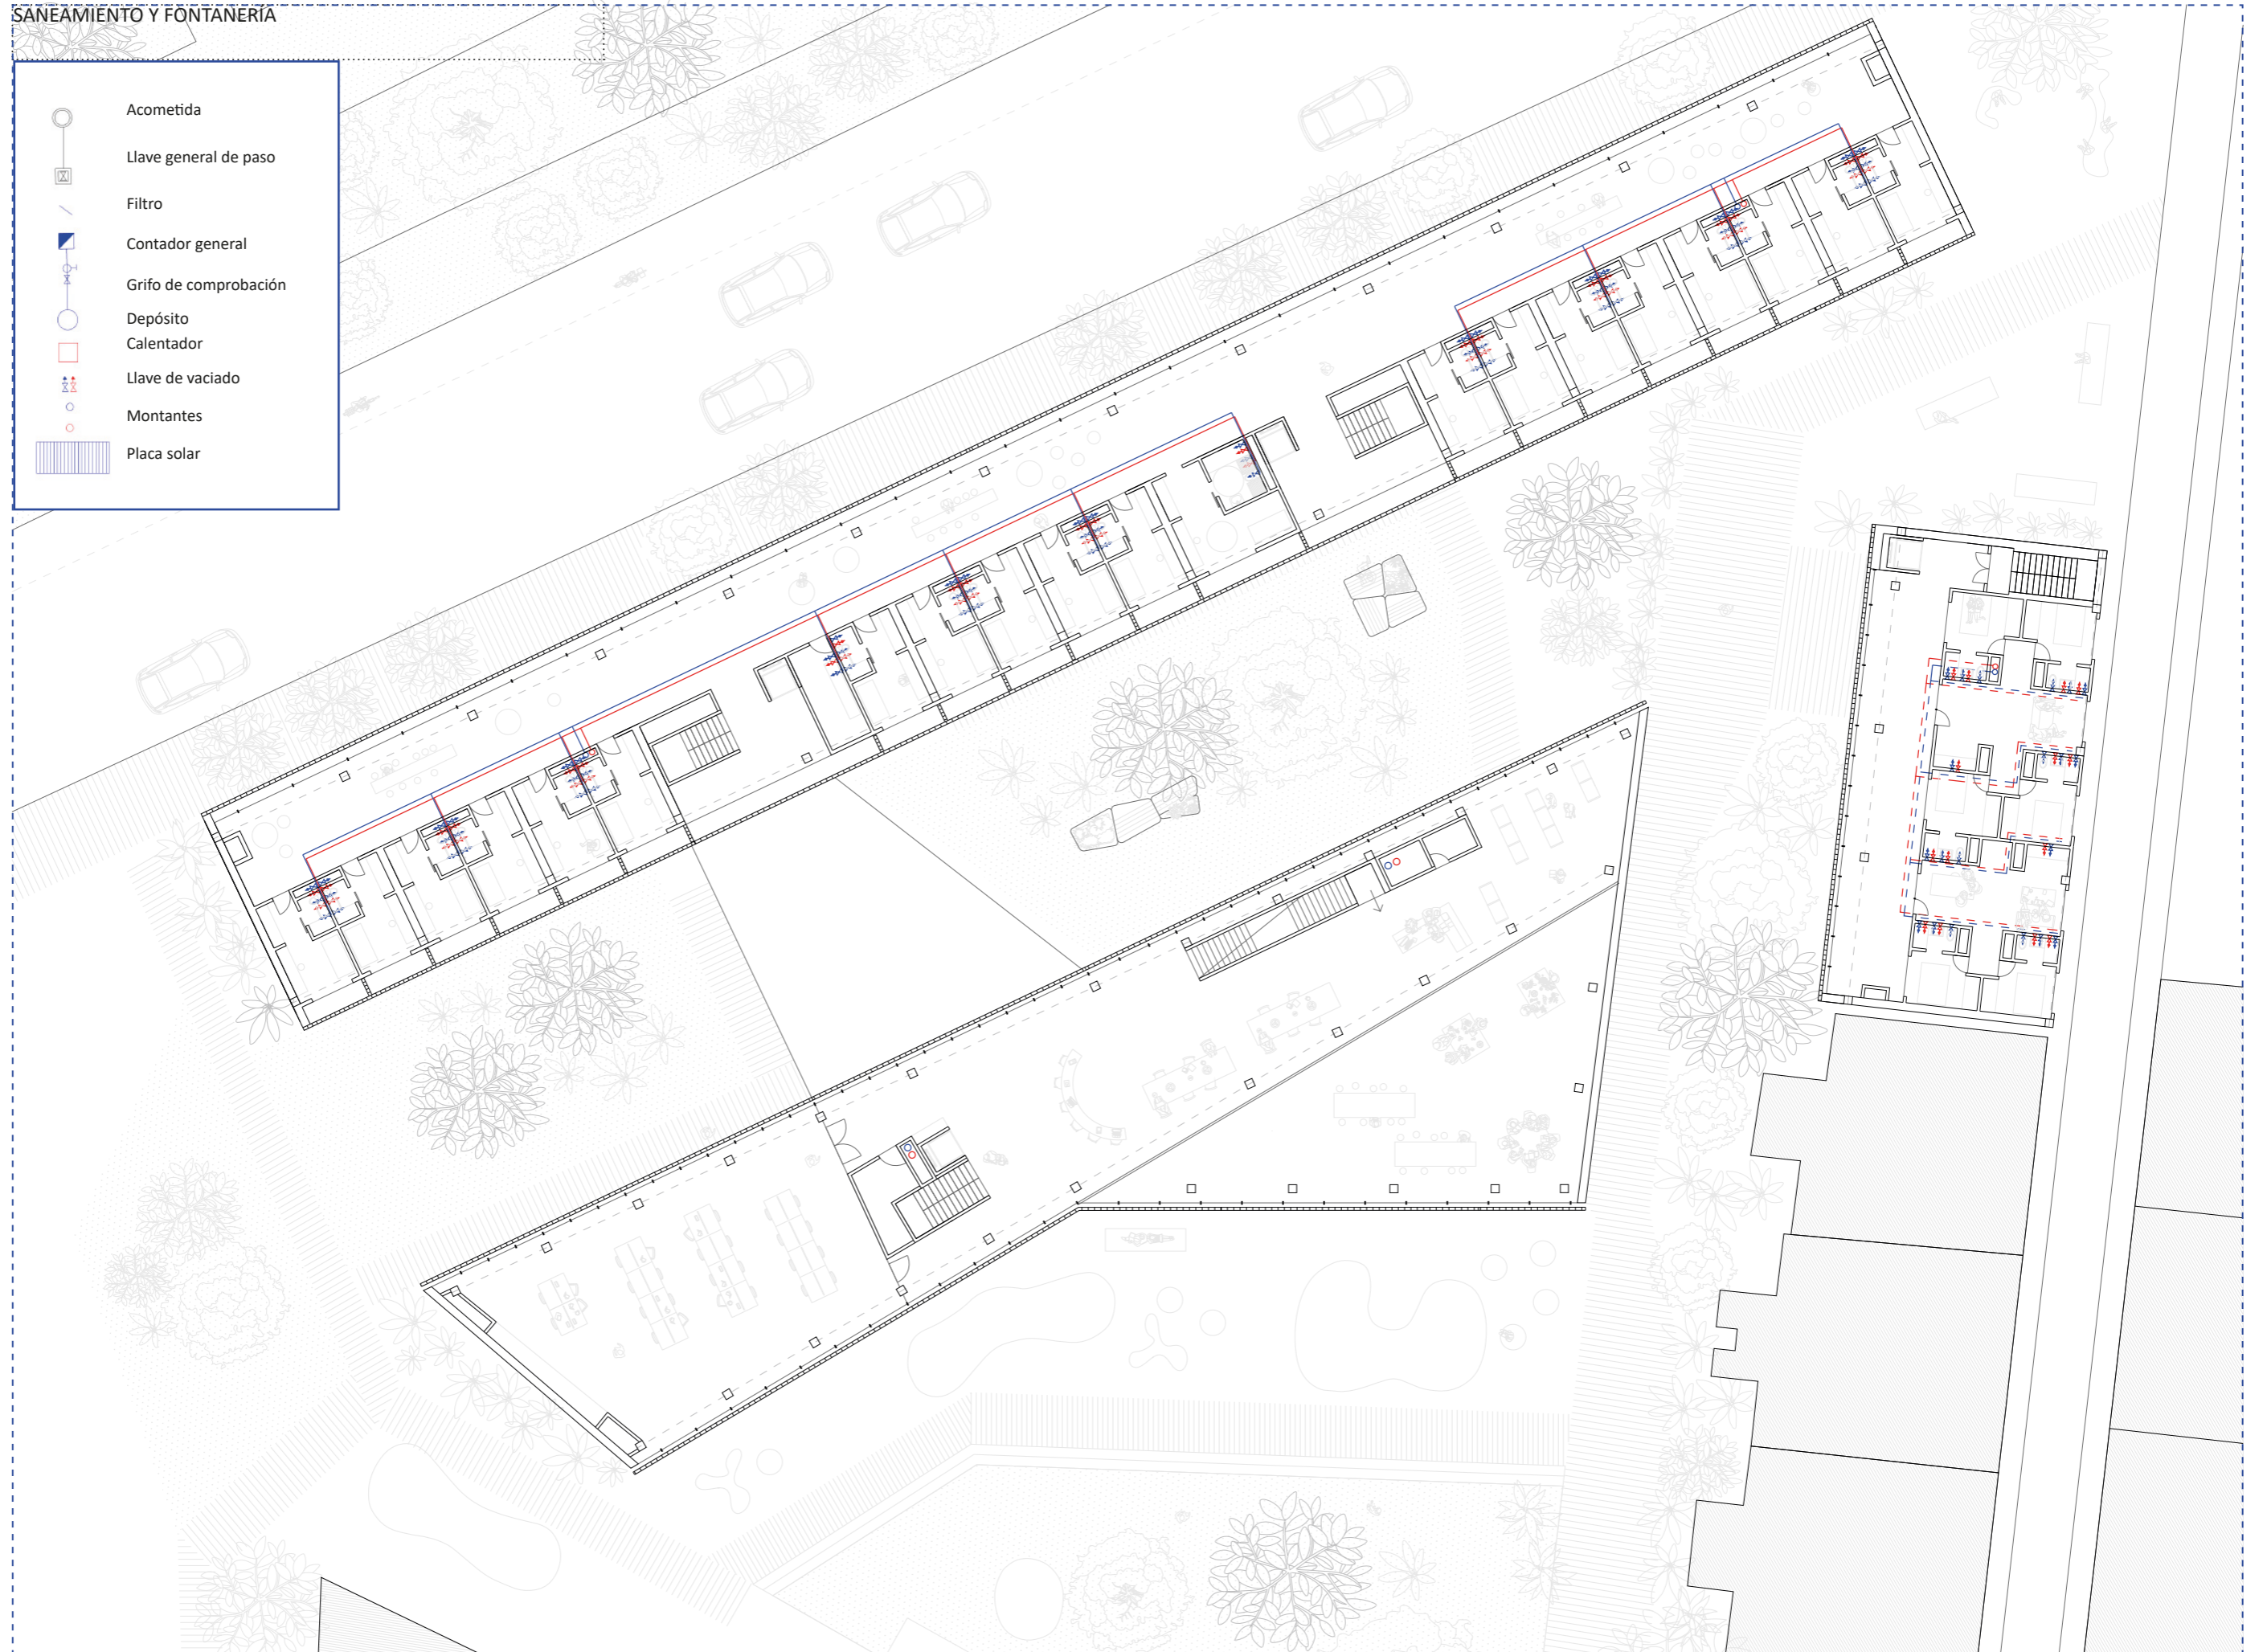 SANEAMIENTO Y FONTANERÍA
Acometida
Llave general de paso
Filtro
Contador general
Grifo de comprobación
Depósito
Calentador
Llave de vaciado
Montantes
Placa solar